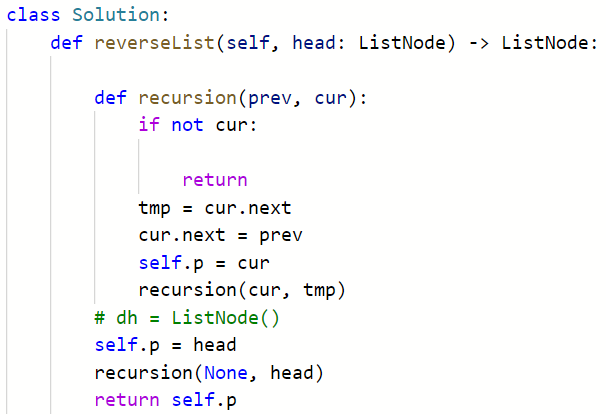 class Solution:
    def reverseList(self, head: ListNode) -> ListNode:
        def recursion(prev, cur):
            if not cur:
                return
            tmp = cur.next
            cur.next = prev
            self.p = cur
            recursion(cur, tmp)
        # dh = ListNode()
        self.p = head
        recursion(None, head)
        return self.p